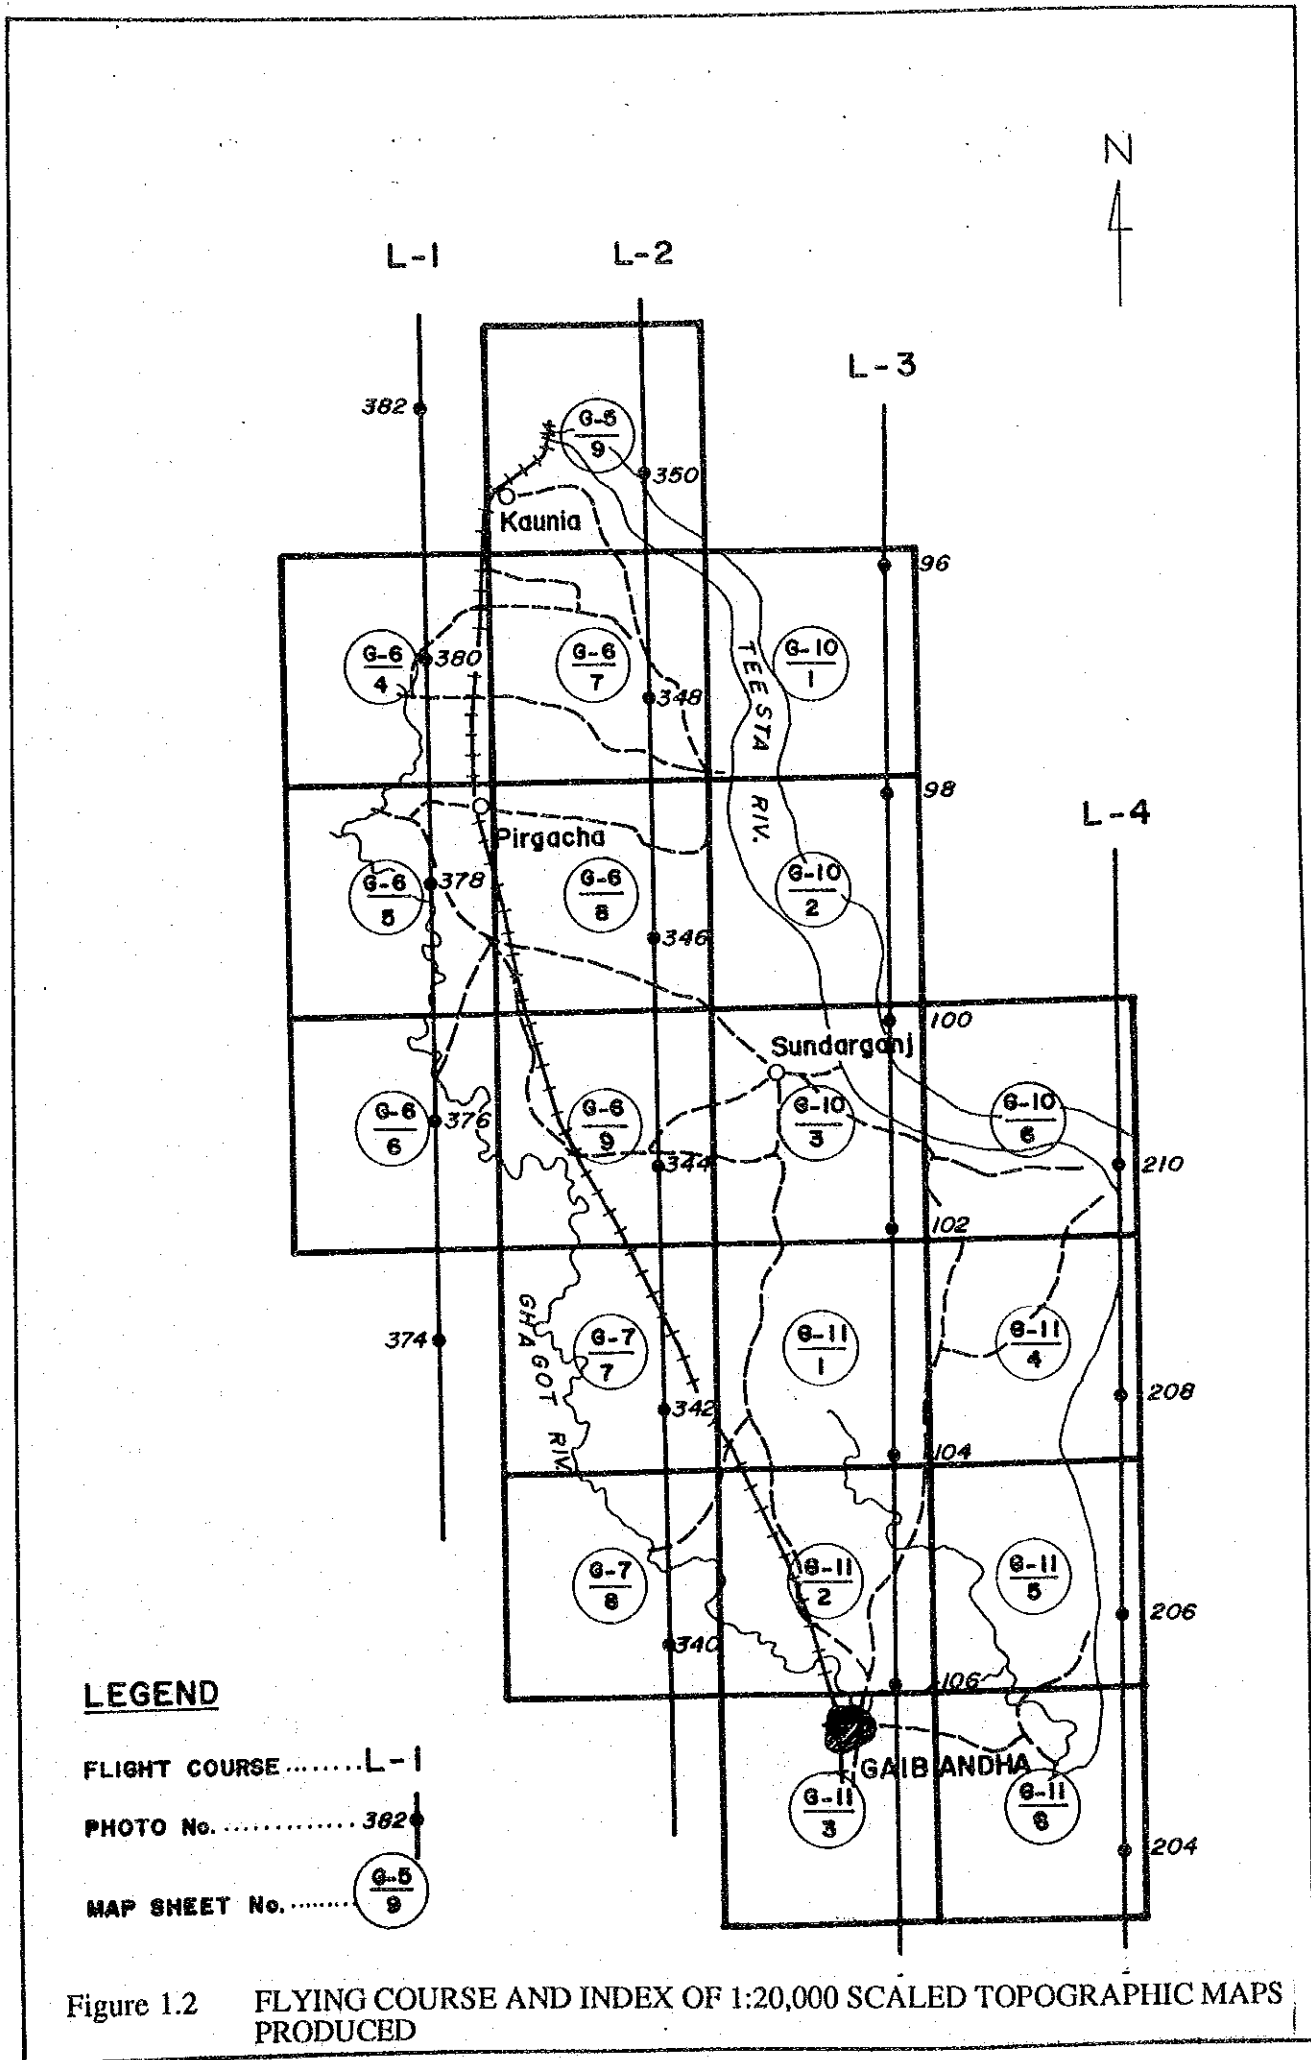 N
L-1
L-2
L-3
382
G-5
9
350
Kaunia
96
G-6
4
380
G-6
7
348
TEESTA RIV.
G-10
1
98
L-4
Pirgacha
G-6
5
378
G-6
8
346
G-10
2
100
Sundarganj
G-6
6
376
G-6
9
344
G-10
3
G-10
6
210
102
374
GHAGOT RIV.
G-7
7
342
G-11
1
G-11
4
208
104
G-7
8
340
G-11
2
G-11
5
206
106
GAIBANDHA
G-11
3
G-11
6
204
LEGEND
FLIGHT COURSE.......L-1
PHOTO No..............382
MAP SHEET No..........G-5
9
Figure 1.2 FLYING COURSE AND INDEX OF 1:20,000 SCALED TOPOGRAPHIC MAPS
PRODUCED